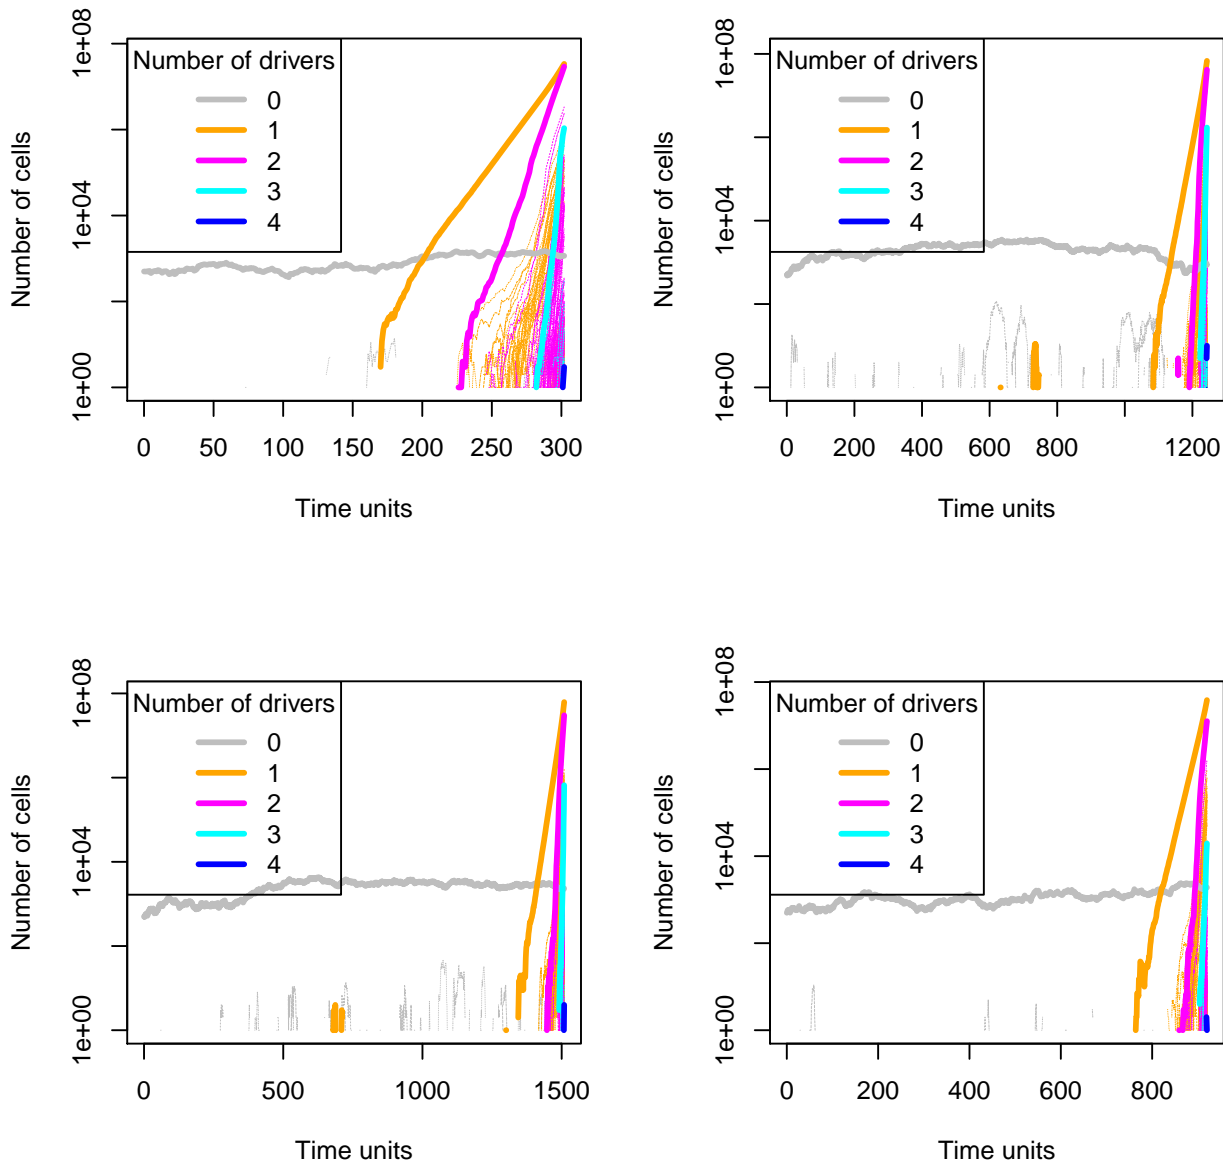 Number of cells
1e+00
1e+04
1e+08
Number of drivers
0
1
2
3
4
0
50
100
150
200
250
300
Time units
Number of cells
1e+00
1e+04
1e+08
Number of drivers
0
1
2
3
4
0
200
400
600
800
1200
Time units
Number of cells
1e+00
1e+04
1e+08
Number of drivers
0
1
2
3
4
0
500
1000
1500
Time units
Number of cells
1e+00
1e+04
1e+08
Number of drivers
0
1
2
3
4
0
200
400
600
800
Time units